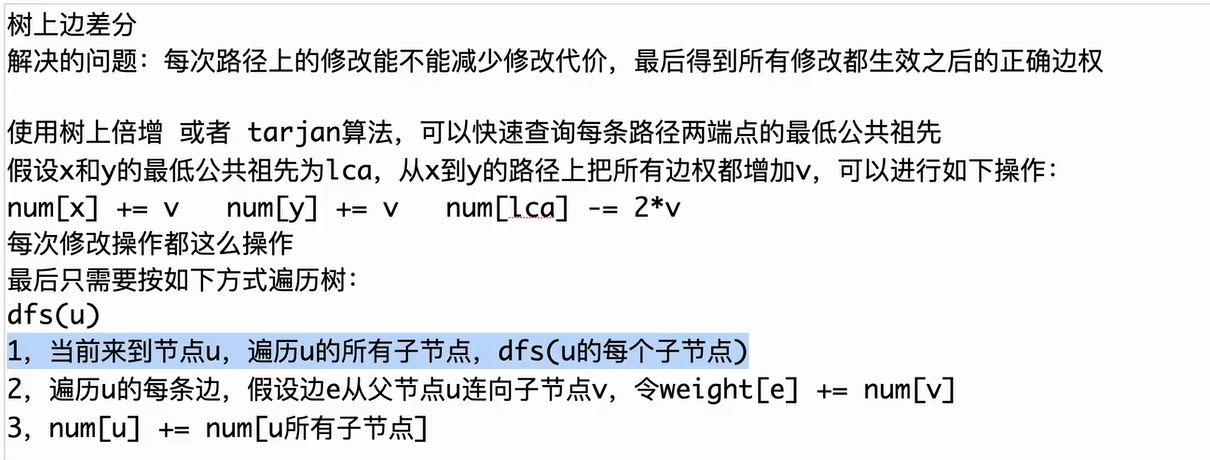 树上边差分
解决的问题：每次路径上的修改能不能减少修改代价，最后得到所有修改都生效之后的正确边权
使用树上倍增 或者 tarjan算法，可以快速查询每条路径两端点的最低公共祖先
假设x和y的最低公共祖先为lca，从x到y的路径上把所有边权都增加v，可以进行如下操作：
num[x] += v   num[y] += v   num[lca] -= 2*v
每次修改操作都这么操作
最后只需要按如下方式遍历树：
dfs(u)
1，当前来到节点u，遍历u的所有子节点，dfs(u的每个子节点)
2，遍历u的每条边，假设边e从父节点u连向子节点v，令weight[e] += num[v]
3，num[u] += num[u所有子节点]